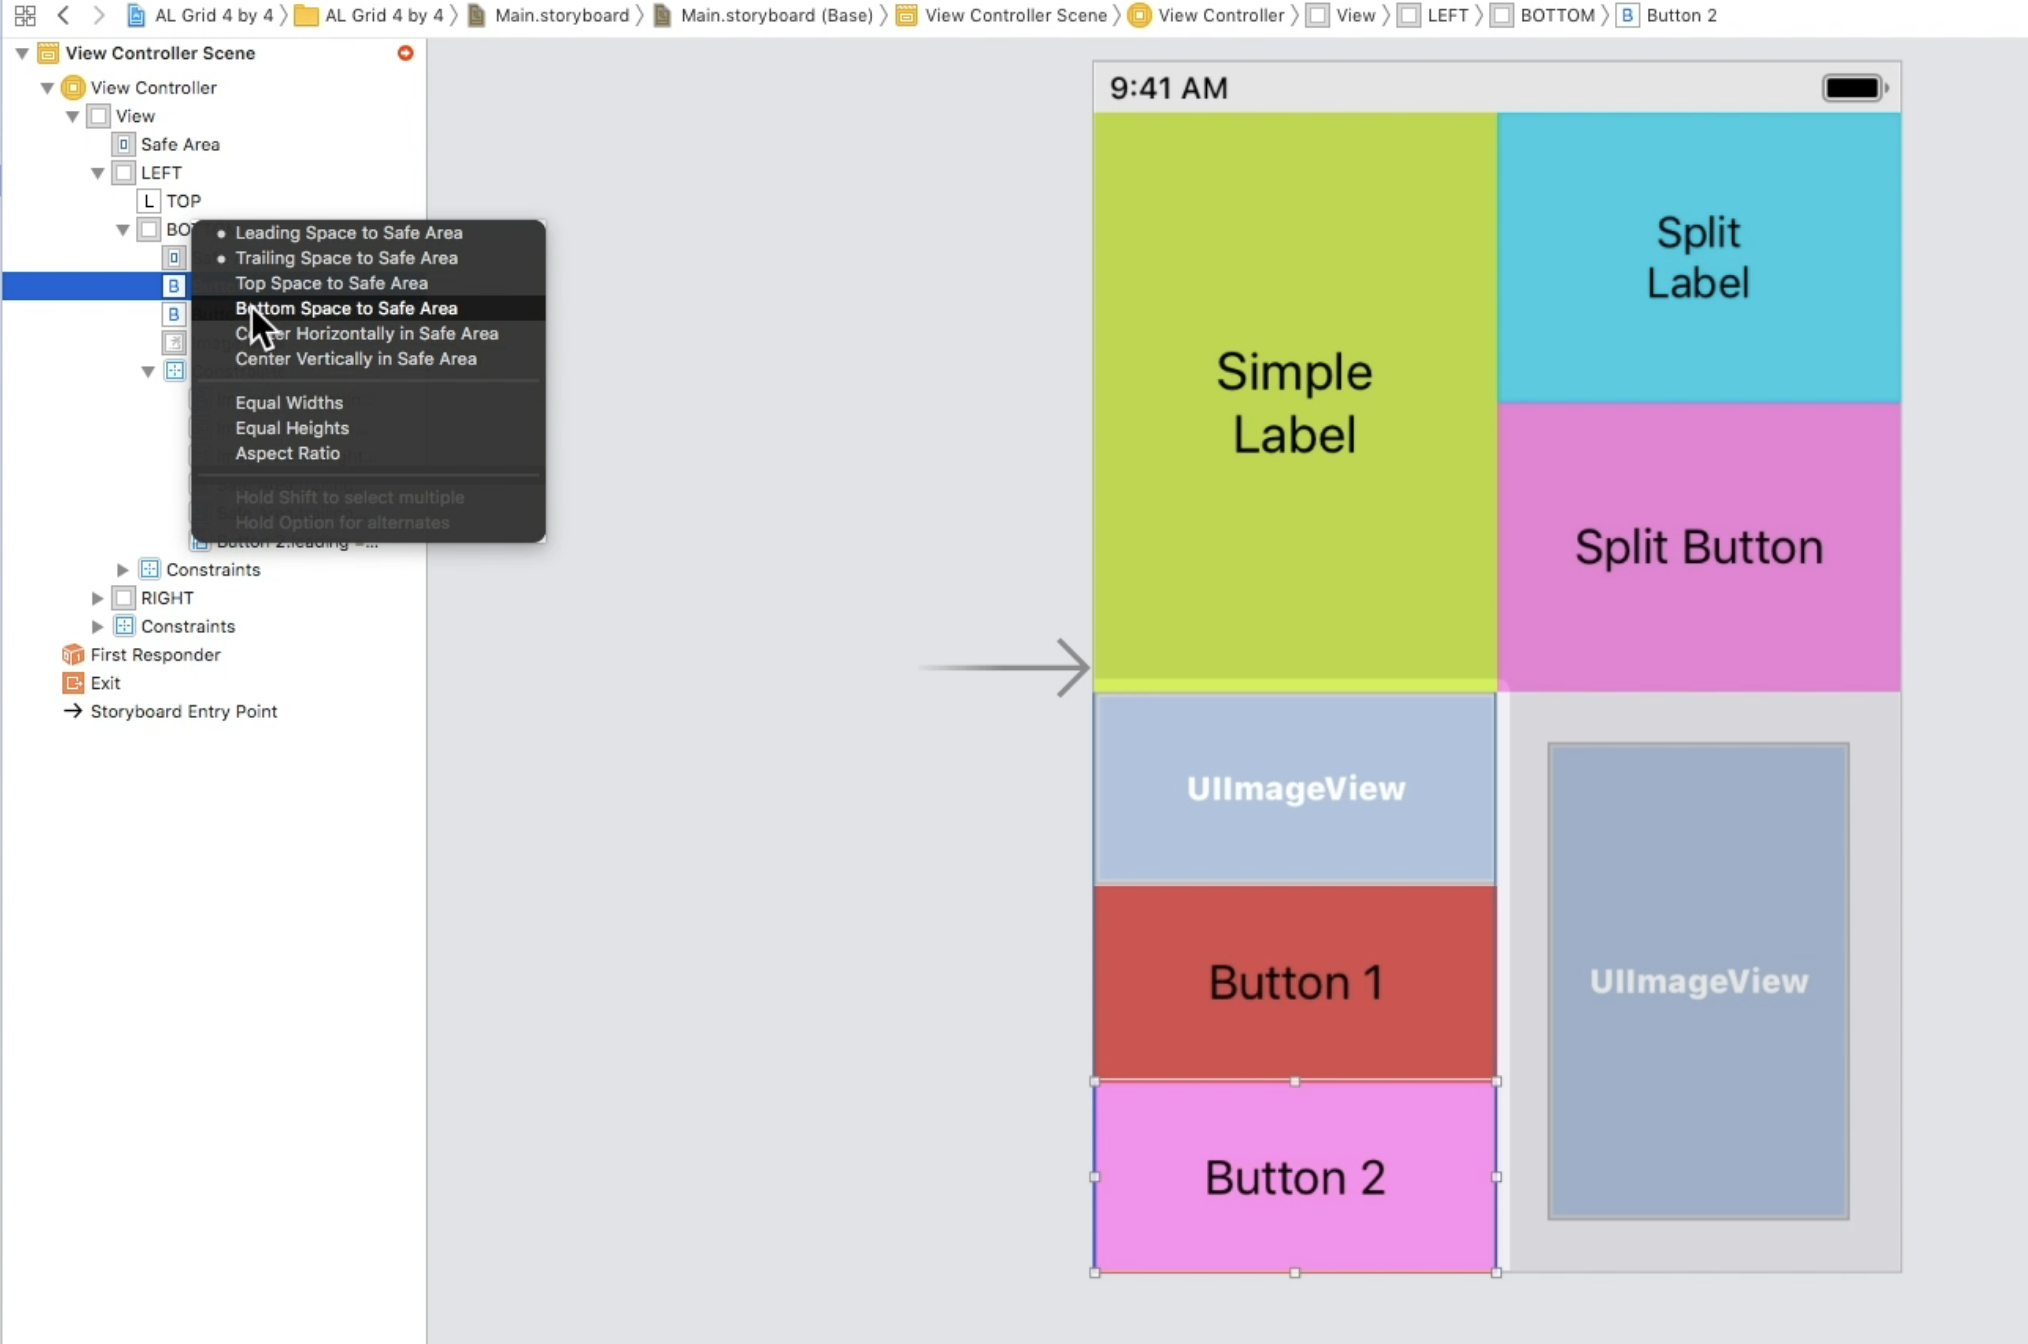 AL Grid 4 by 4 〉 AL Grid 4 by 4 〉 Main.storyboard 〉 Main.storyboard (Base) 〉 View Controller Scene 〉 View Controller 〉 View 〉 LEFT 〉 BOTTOM 〉 B Button 2
View Controller Scene
View Controller
View
Safe Area
LEFT
L TOP
BO
B
B
Leading Space to Safe Area
Trailing Space to Safe Area
Top Space to Safe Area
Bottom Space to Safe Area
Horizontally in Safe Area
Center Vertically in Safe Area
Equal Widths
Equal Heights
Aspect Ratio
Hold Shift to select multiple
Hold Option for alternates
Button 2.leading =...
Constraints
RIGHT
Constraints
First Responder
Exit
Storyboard Entry Point
9:41 AM
Simple
Label
Split
Label
Split Button
UIImageView
Button 1
Button 2
UIImageView